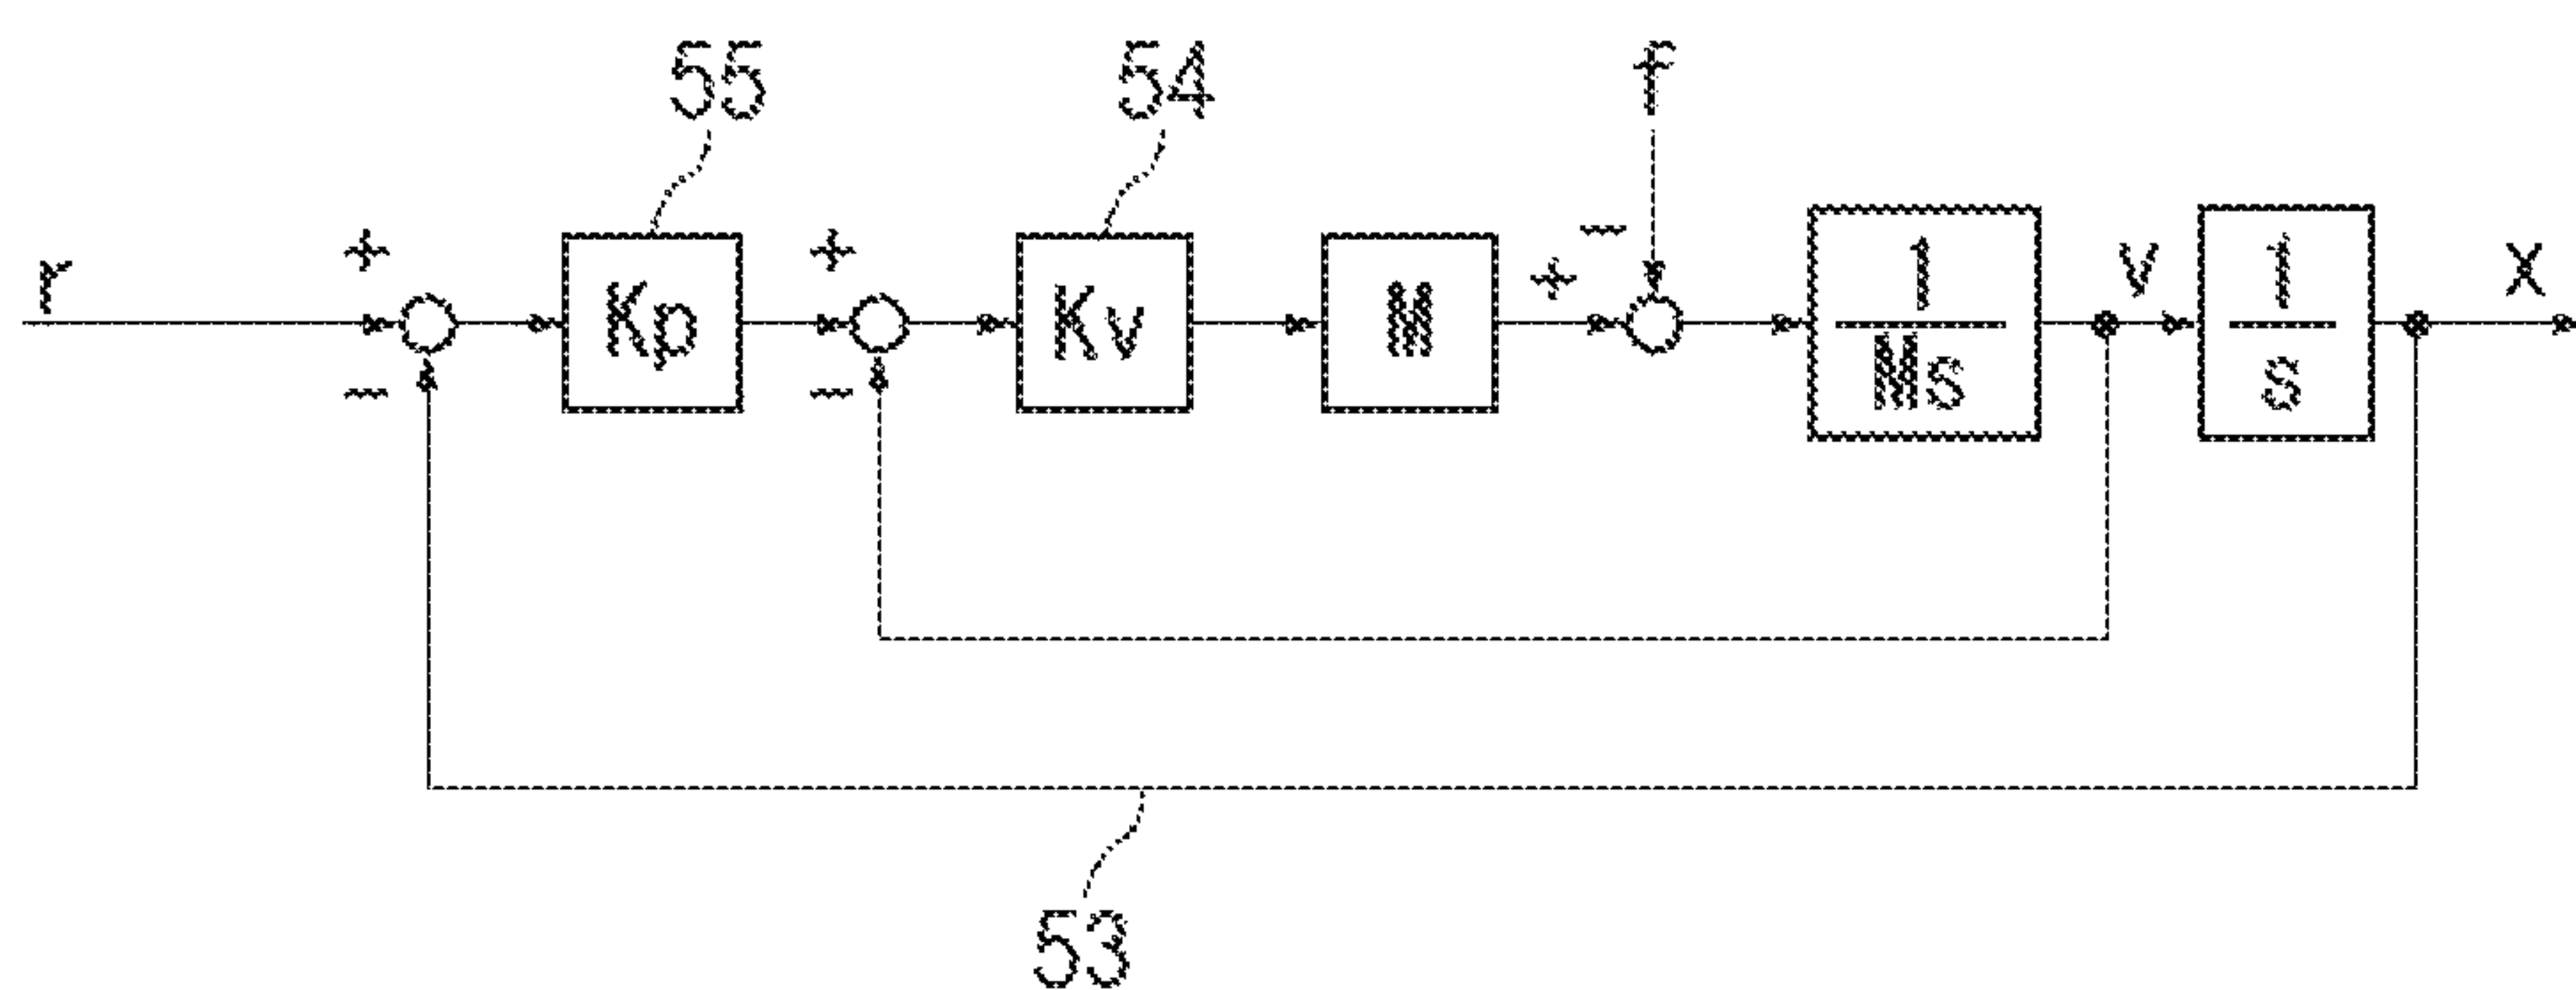 55 54 f
r + Kp + Kv M + − 1/Ms v 1/s X
− −
53